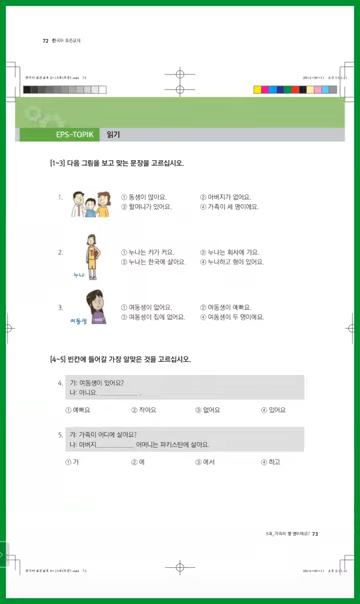 72 한국어 표준교재
EPS-TOPIK 읽기
[1~3] 다음 그림을 보고 맞는 문장을 고르십시오.
1. ① 동생이 많아요. ② 아버지가 없어요.
③ 할머니가 있어요. ④ 가족이 세 명이에요.
2. ① 누나는 키가 커요. ② 누나는 회사에 가요.
③ 누나는 한국에 살아요. ④ 누나하고 형이 있어요.
누나
3. ① 여동생이 없어요. ② 여동생이 예뻐요.
③ 여동생이 집에 없어요. ④ 여동생이 두 명이에요.
여동생
[4~5] 빈칸에 들어갈 가장 알맞은 것을 고르십시오.
4. 가: 여동생이 있어요?
나: 아니요, ____________.
① 예뻐요 ② 작아요 ③ 없어요 ④ 있어요
5. 가: 가족이 어디에 살아요?
나: 아버지____________ 어머니는 파키스탄에 살아요.
① 가 ② 에 ③ 에서 ④ 하고
5과_가족이 몇 명이에요? 73